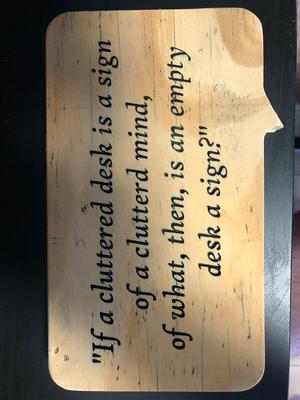 "If a cluttered desk is a sign
of a clutterd mind,
of what, then, is an empty
desk a sign?"